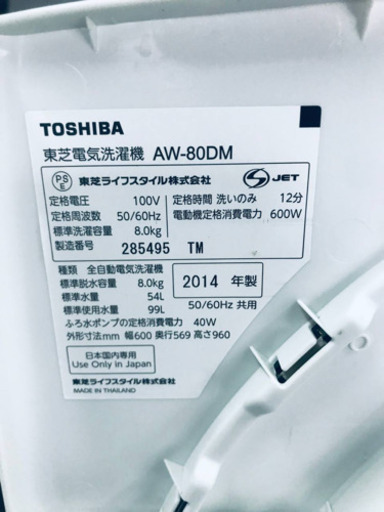 TOSHIBA
東芝電気洗濯機 AW-80DM
PS E 東芝ライフスタイル株式会社 S JET
定格電圧 100V 定格時間 洗いのみ 12分
定格周波数 50/60Hz 電動機定格消費電力 600W
標準洗濯容量 8.0kg
製造番号 285495 TM
種類 全自動電気洗濯機 2014 年製
標準脱水容量 8.0kg
標準水量 54L 50/60Hz 共用
標準使用水量 99L
ふろ水ポンプの定格消費電力 40W
外形寸法mm 幅600 奥行569 高さ960
日本国内専用
Use Only in Japan
東芝ライフスタイル株式会社
MADE IN THAILAND